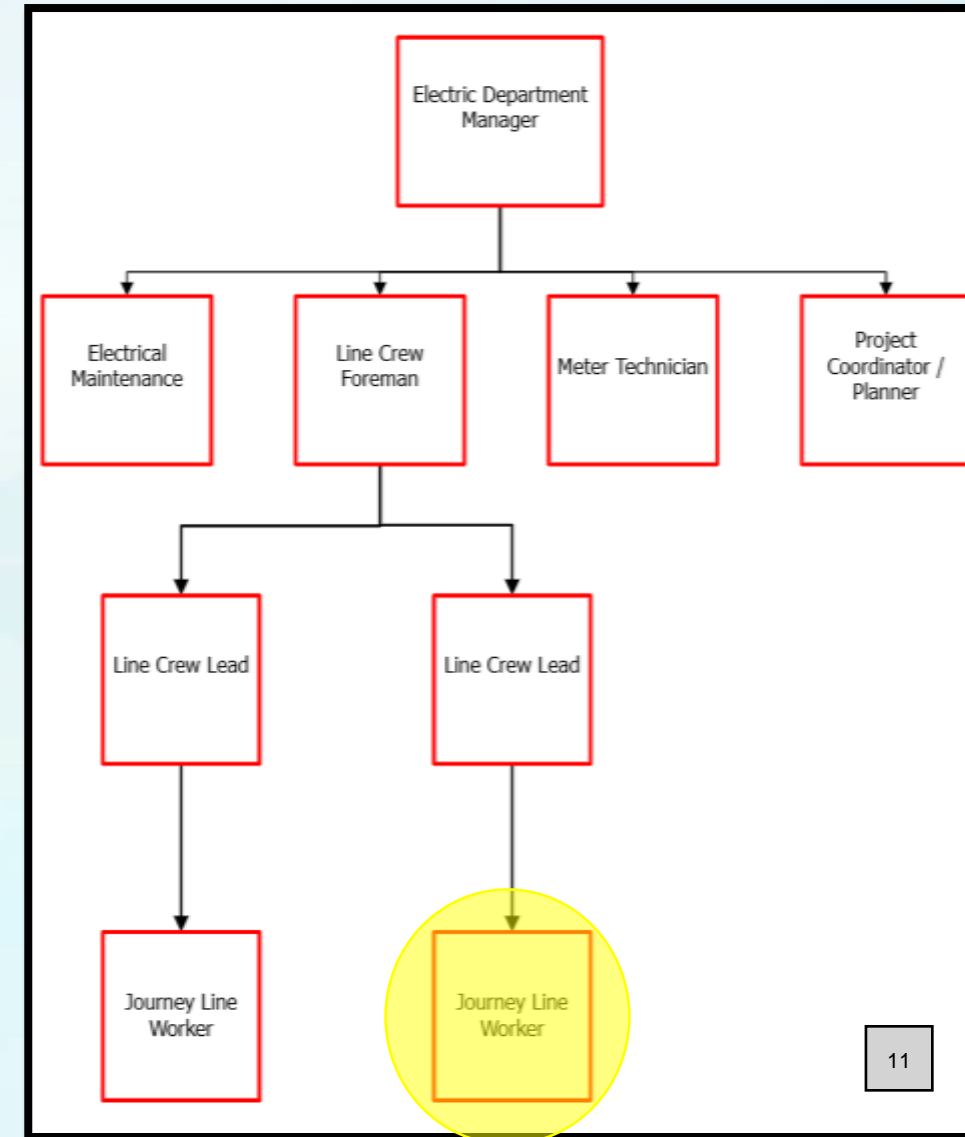 Electric Department
Manager
Electrical
Maintenance
Line Crew
Foreman
Meter Technician
Project
Coordinator /
Planner
Line Crew Lead
Line Crew Lead
Journey Line
Worker
Journey Line
Worker
11